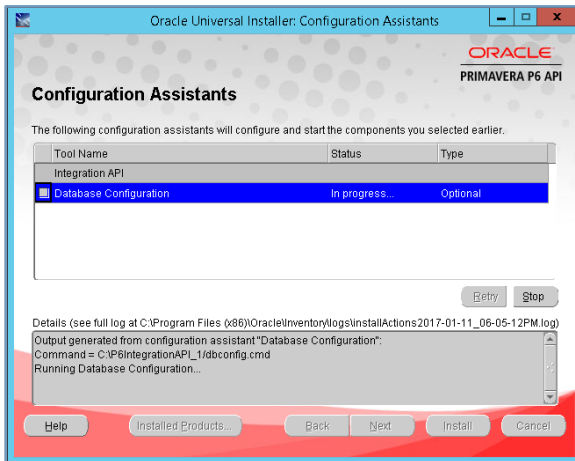 Oracle Universal Installer: Configuration Assistants
ORACLE
PRIMAVERA P6 API
Configuration Assistants
The following configuration assistants will configure and start the components you selected earlier.
Tool Name Status Type
Integration API
Database Configuration In progress... Optional
Retry Stop
Details (see full log at C:\Program Files (x86)\Oracle\Inventory\logs\installActions2017-01-11_06-05-12PM.log)
Output generated from configuration assistant "Database Configuration":
Command = C:\P6IntegrationAPI_1/dbconfig.cmd
Running Database Configuration...
Help Installed Products... Back Next Install Cancel